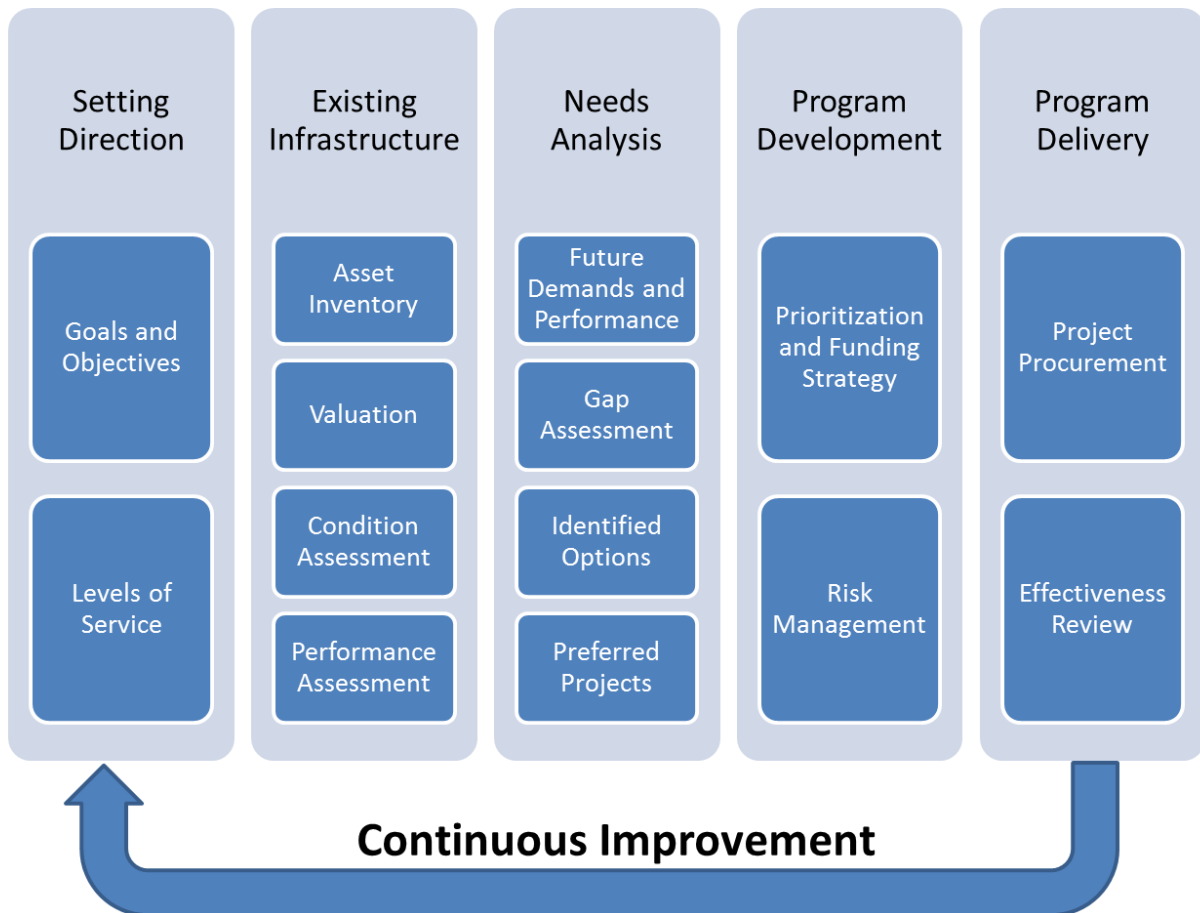 Setting
Direction
Goals and
Objectives
Levels of
Service
Existing
Infrastructure
Asset
Inventory
Valuation
Condition
Assessment
Performance
Assessment
Needs
Analysis
Future
Demands and
Performance
Gap
Assessment
Identified
Options
Preferred
Projects
Program
Development
Prioritization
and Funding
Strategy
Risk
Management
Program
Delivery
Project
Procurement
Effectiveness
Review
Continuous Improvement